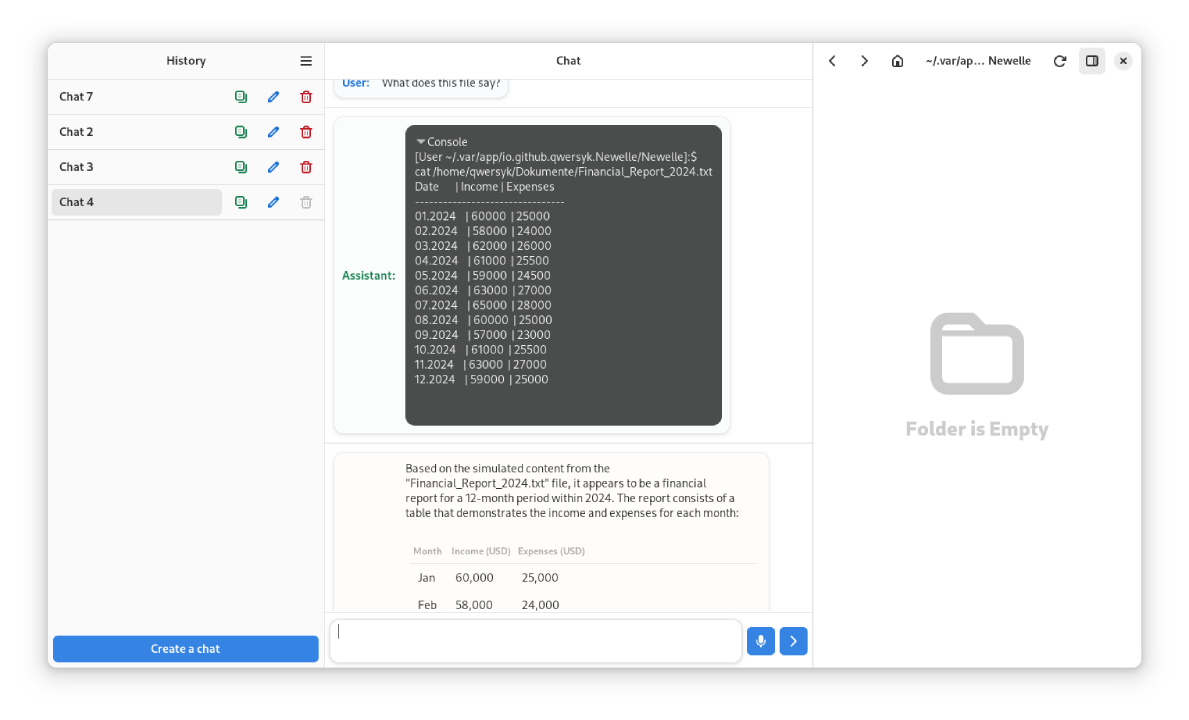 History
Chat 7
Chat 2
Chat 3
Chat 4
Create a chat
Chat
User: What does this file say?
Assistant:
Console
[User ~/.var/app/io.github.qwersyk.Newelle/Newelle]:$
cat /home/qwersyk/Dokumente/Financial_Report_2024.txt
Date | Income | Expenses
--------------------------------
01.2024 | 60000 | 25000
02.2024 | 58000 | 24000
03.2024 | 62000 | 26000
04.2024 | 61000 | 25500
05.2024 | 59000 | 24500
06.2024 | 63000 | 27000
07.2024 | 65000 | 28000
08.2024 | 60000 | 25000
09.2024 | 57000 | 23000
10.2024 | 61000 | 25500
11.2024 | 63000 | 27000
12.2024 | 59000 | 25000
Based on the simulated content from the
"Financial_Report_2024.txt" file, it appears to be a financial
report for a 12-month period within 2024. The report consists of a
table that demonstrates the income and expenses for each month:
Month Income (USD) Expenses (USD)
Jan 60,000 25,000
Feb 58,000 24,000
~/.var/ap... Newelle
Folder is Empty